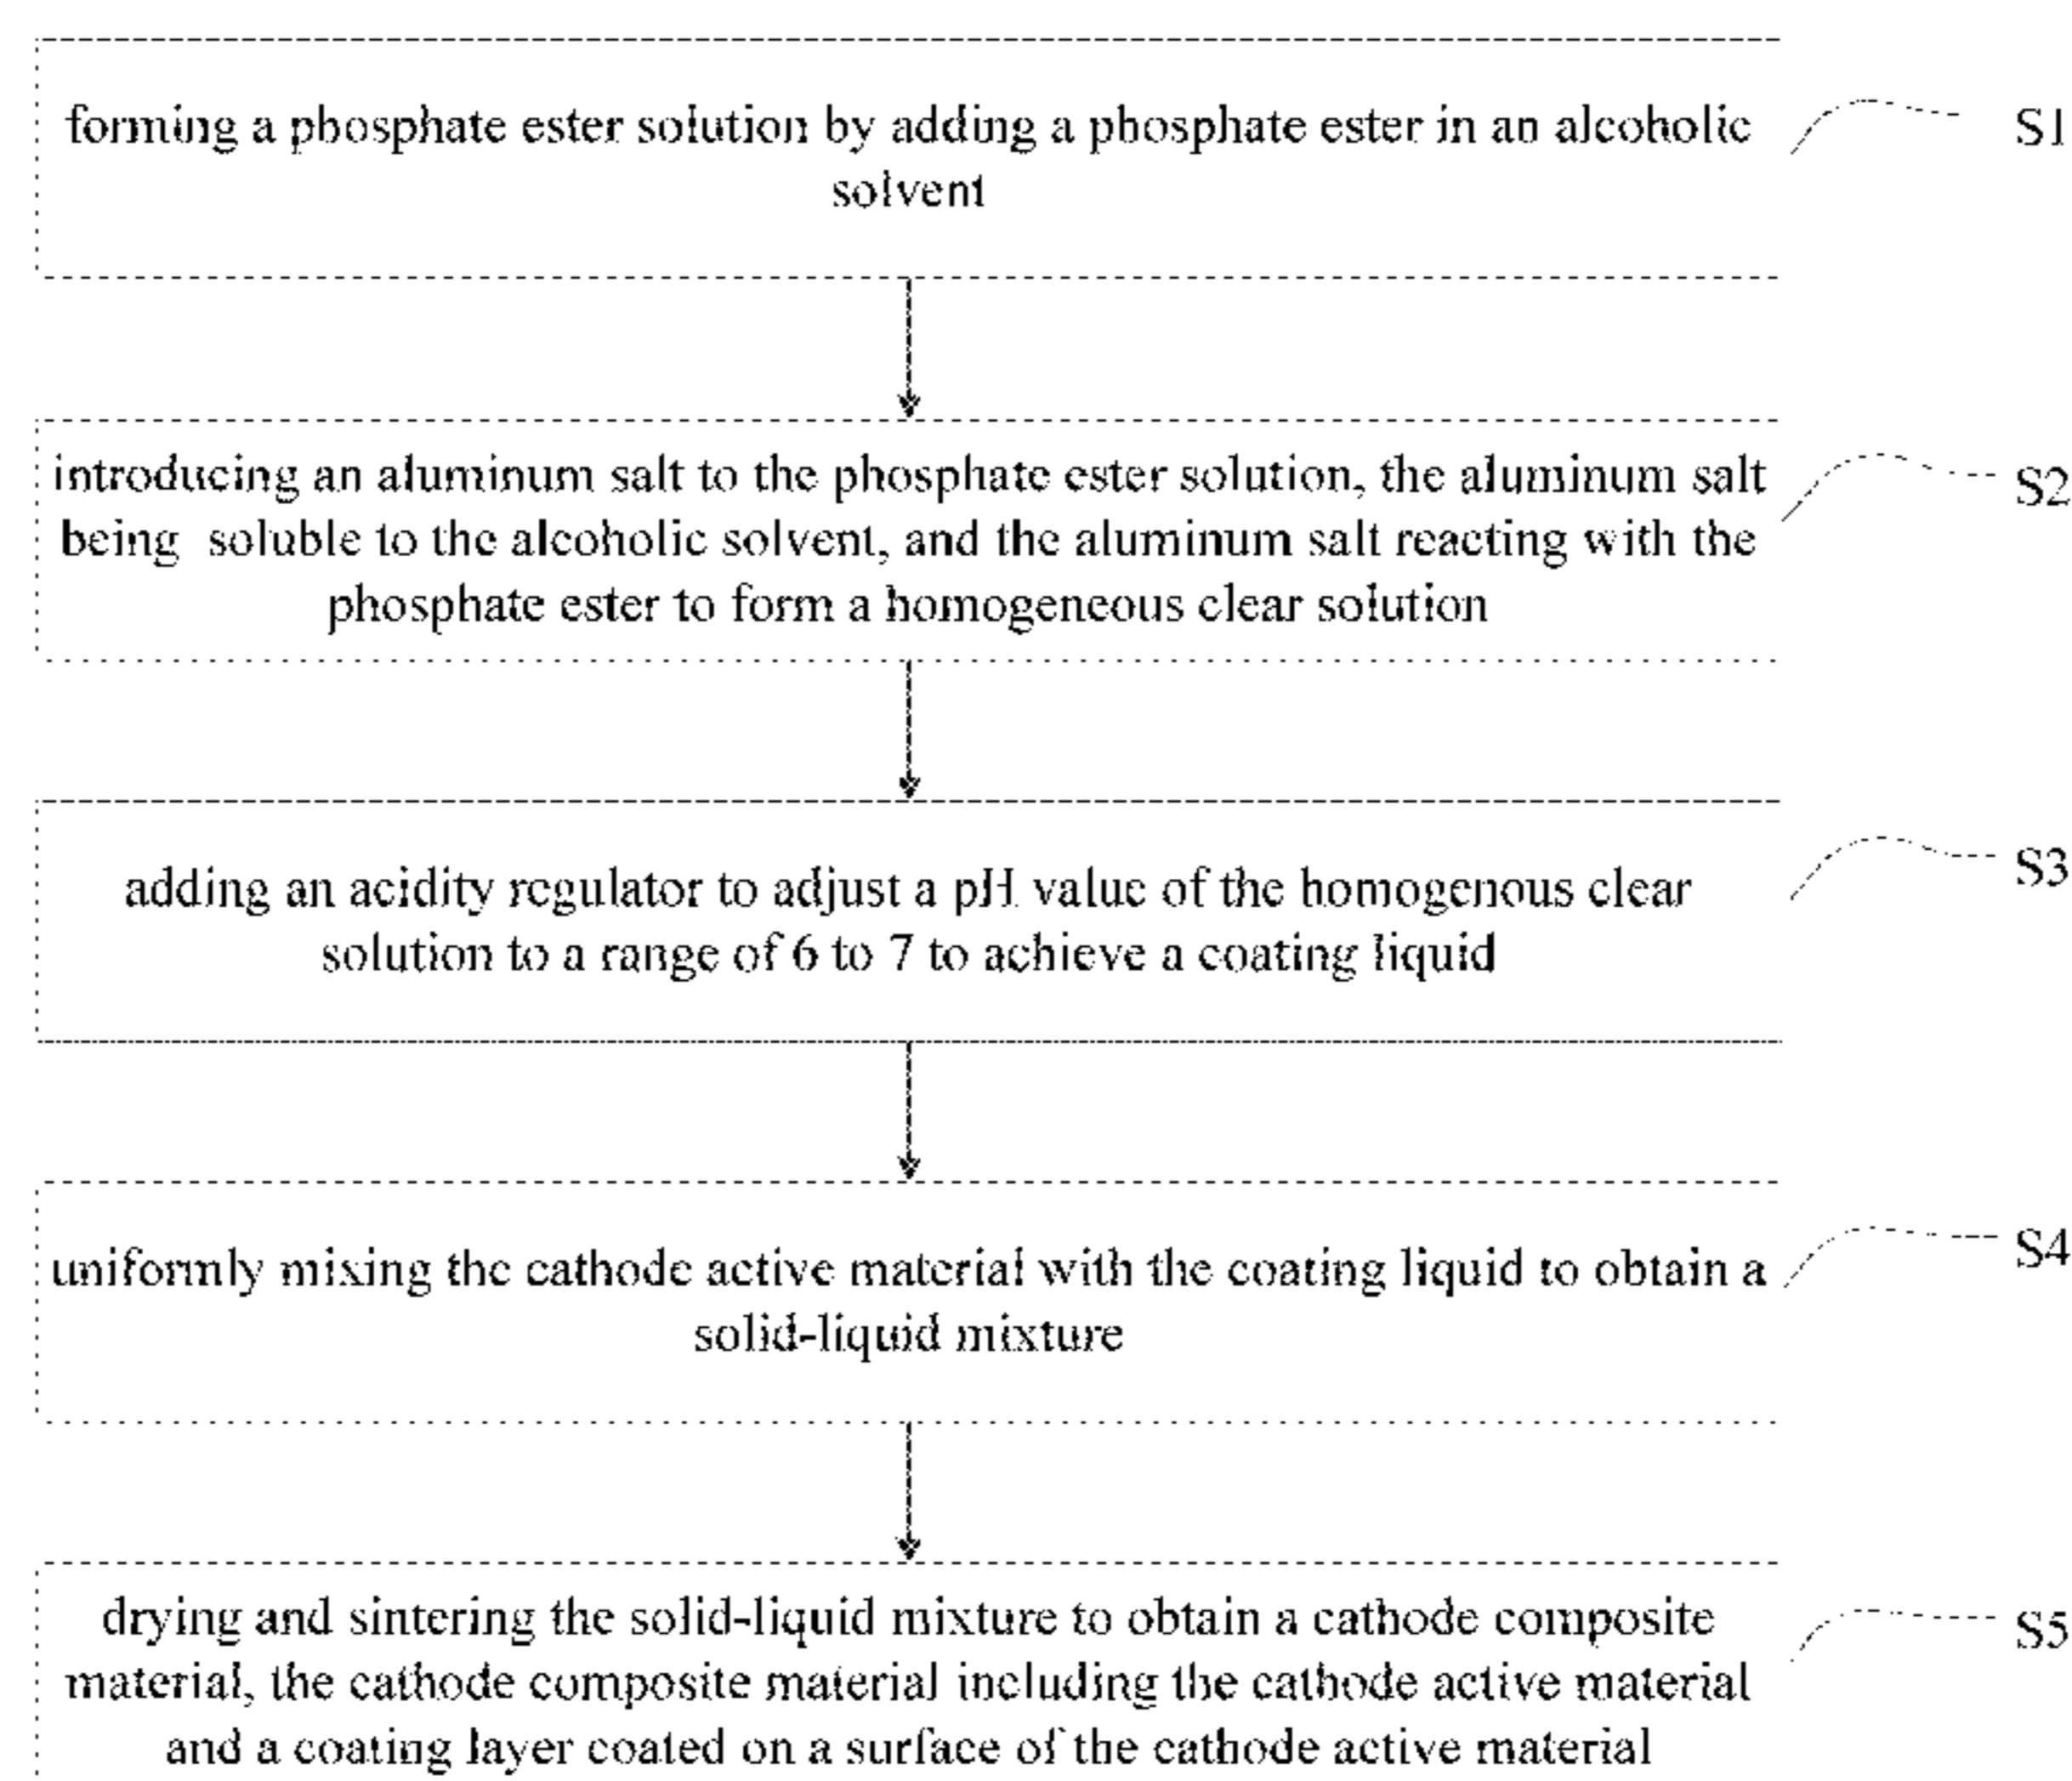 forming a phosphate ester solution by adding a phosphate ester in an alcoholic
solvent
S1
introducing an aluminum salt to the phosphate ester solution, the aluminum salt
being soluble to the alcoholic solvent, and the aluminum salt reacting with the
phosphate ester to form a homogeneous clear solution
S2
adding an acidity regulator to adjust a pH value of the homogenous clear
solution to a range of 6 to 7 to achieve a coating liquid
S3
uniformly mixing the cathode active material with the coating liquid to obtain a
solid-liquid mixture
S4
drying and sintering the solid-liquid mixture to obtain a cathode composite
material, the cathode composite material including the cathode active material
and a coating layer coated on a surface of the cathode active material
S5